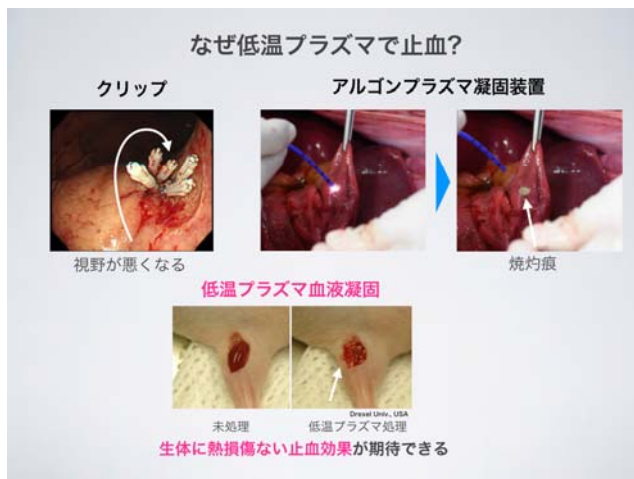 なぜ低温プラズマで止血?
クリップ
アルゴンプラズマ凝固装置
視野が悪くなる
焼灼痕
低温プラズマ血液凝固
Drexel Univ., USA
未処理
低温プラズマ処理
生体に熱損傷ない止血効果が期待できる